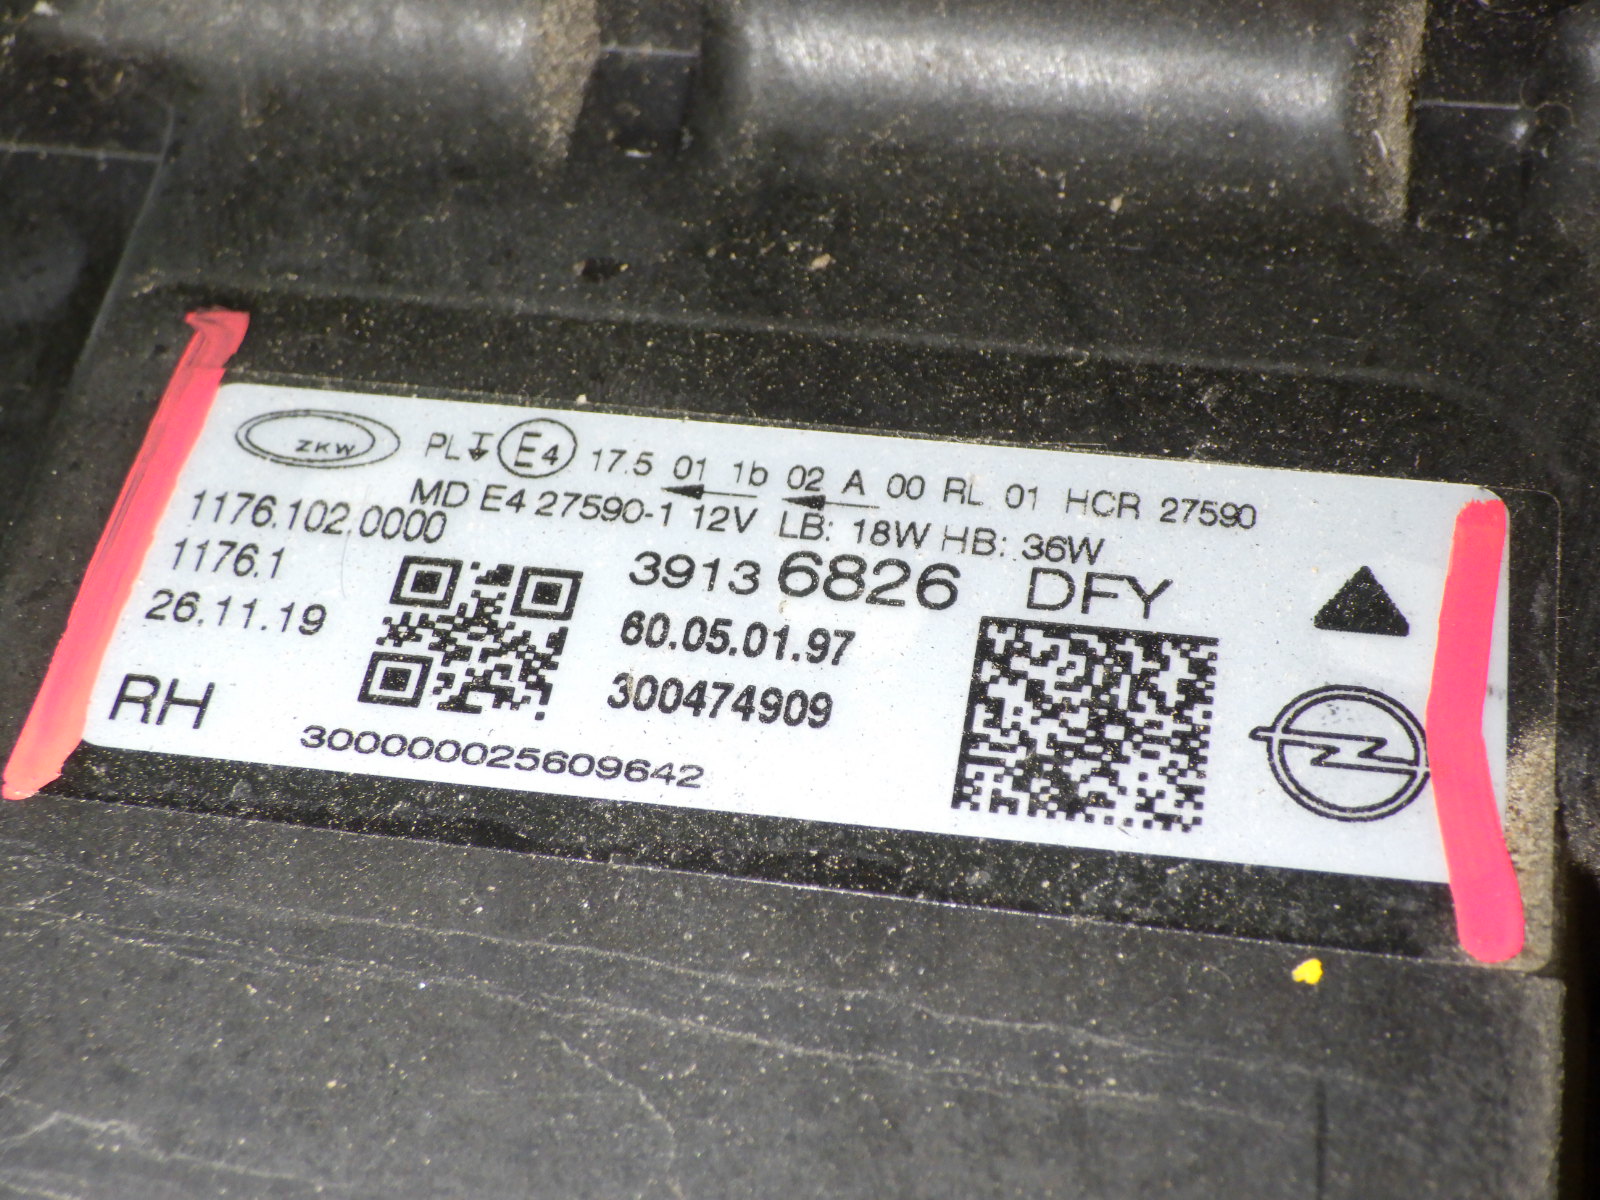 ZKW PL E4 17.5 01 1b 02 A 00 RL 01 HCR 27590
MD E4 27590-1 12V LB: 18W HB: 36W
1176.102.0000
39136826 DFY
1176.1
60.05.01.97
26.11.19
300474909
RH
300000025609642